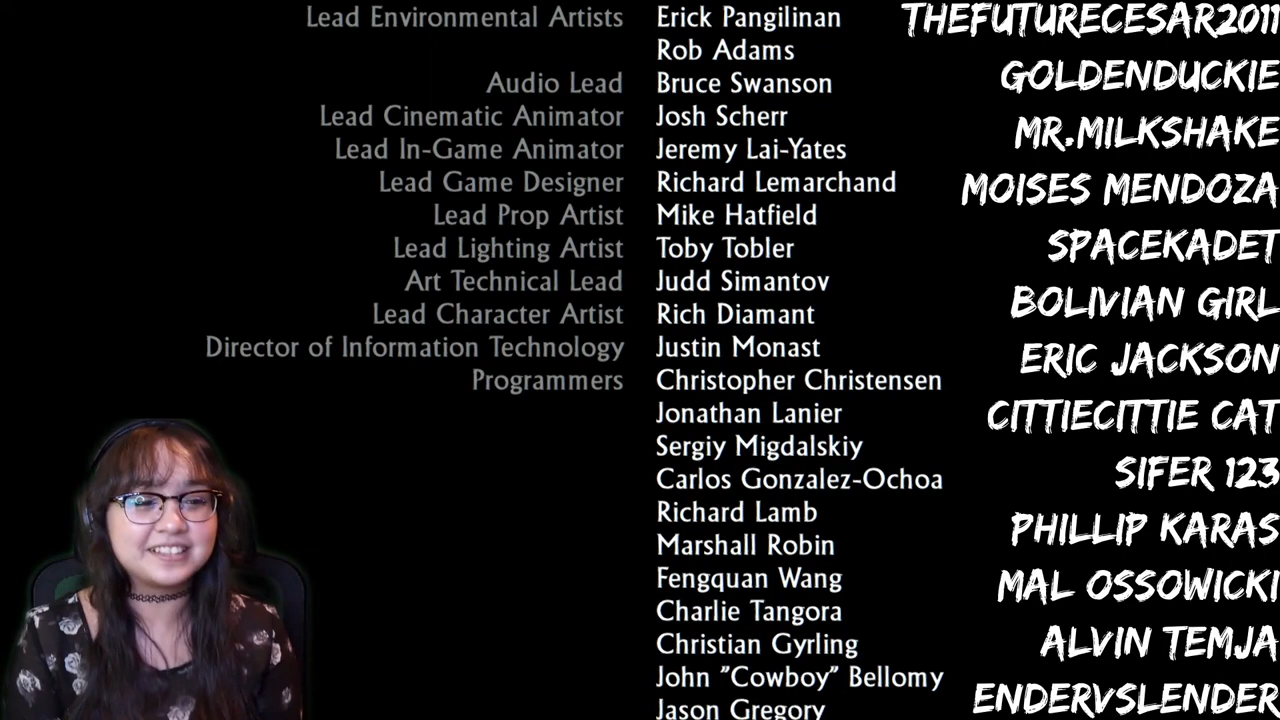 Lead Environmental Artists Erick Pangilinan
Rob Adams
Audio Lead Bruce Swanson
Lead Cinematic Animator Josh Scherr
Lead In-Game Animator Jeremy Lai-Yates
Lead Game Designer Richard Lemarchand
Lead Prop Artist Mike Hatfield
Lead Lighting Artist Toby Tobler
Art Technical Lead Judd Simantov
Lead Character Artist Rich Diamant
Director of Information Technology Justin Monast
Programmers Christopher Christensen
Jonathan Lanier
Sergiy Migdalskiy
Carlos Gonzalez-Ochoa
Richard Lamb
Marshall Robin
Fengquan Wang
Charlie Tangora
Christian Gyrling
John "Cowboy" Bellomy
Jason Gregory
THEFUTURECESAR2011
GOLDENDUCKIE
MR.MILKSHAKE
MOISES MENDOZA
SPACEKADET
BOLIVIAN GIRL
ERIC JACKSON
CITTIECITTIE CAT
SIFER 123
PHILLIP KARAS
MAL OSSOWICKI
ALVIN TEMJA
ENDERVSLENDER